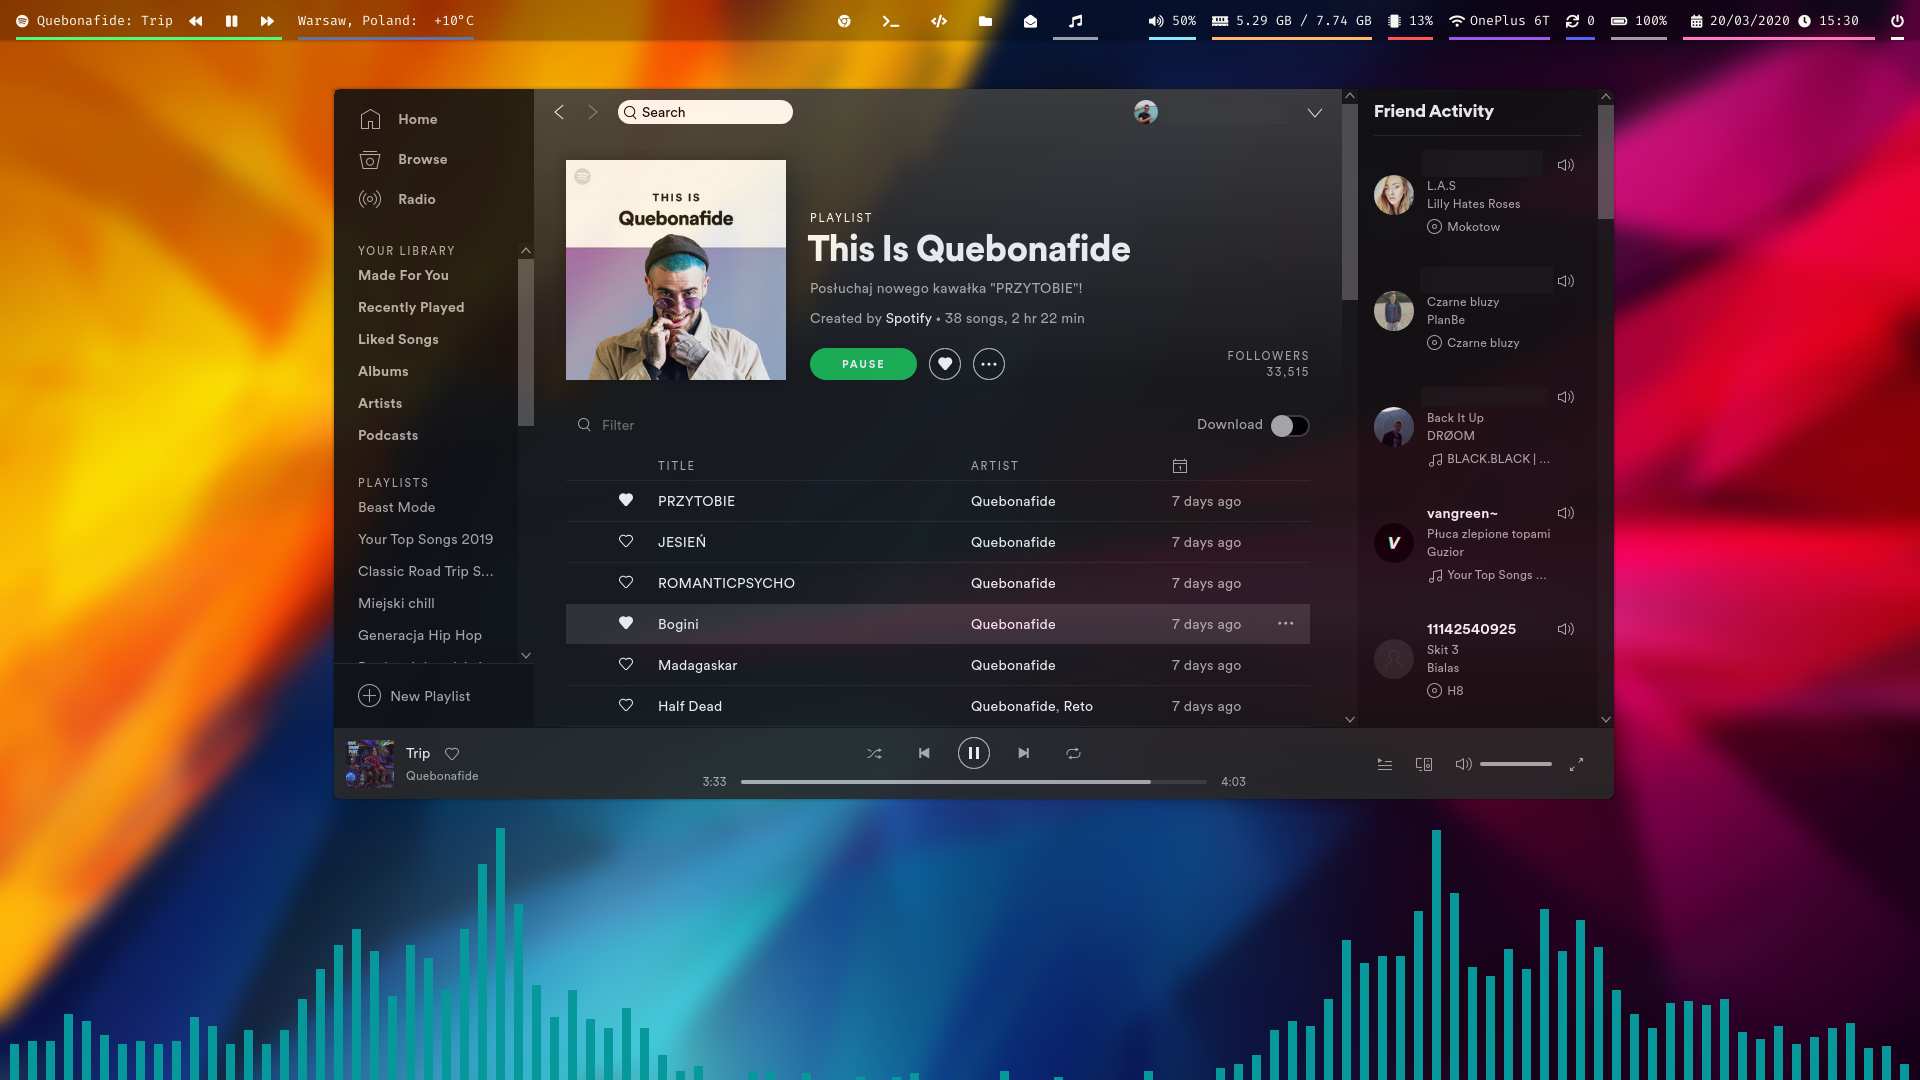 Quebonafide: Trip
Warsaw, Poland: +10°C
50%
5.29 GB / 7.74 GB
13%
OnePlus 6T
0
100%
20/03/2020
15:30
Home
Browse
Radio
YOUR LIBRARY
Made For You
Recently Played
Liked Songs
Albums
Artists
Podcasts
PLAYLISTS
Beast Mode
Your Top Songs 2019
Classic Road Trip S...
Miejski chill
Generacja Hip Hop
New Playlist
Search
THIS IS
Quebonafide
PLAYLIST
This Is Quebonafide
Posłuchaj nowego kawałka "PRZYTOBIE"!
Created by Spotify • 38 songs, 2 hr 22 min
PAUSE
FOLLOWERS
33,515
Filter
Download
TITLE ARTIST
PRZYTOBIE Quebonafide 7 days ago
JESIEŃ Quebonafide 7 days ago
ROMANTICPSYCHO Quebonafide 7 days ago
Bogini Quebonafide 7 days ago
Madagaskar Quebonafide 7 days ago
Half Dead Quebonafide, Reto 7 days ago
Friend Activity
L.A.S
Lilly Hates Roses
Mokotow
Czarne bluzy
PlanBe
Czarne bluzy
Back It Up
DRØOM
BLACK.BLACK | ...
vangreen~
Płuca zlepione topami
Guzior
Your Top Songs ...
11142540925
Skit 3
Bialas
H8
Trip
Quebonafide
3:33
4:03